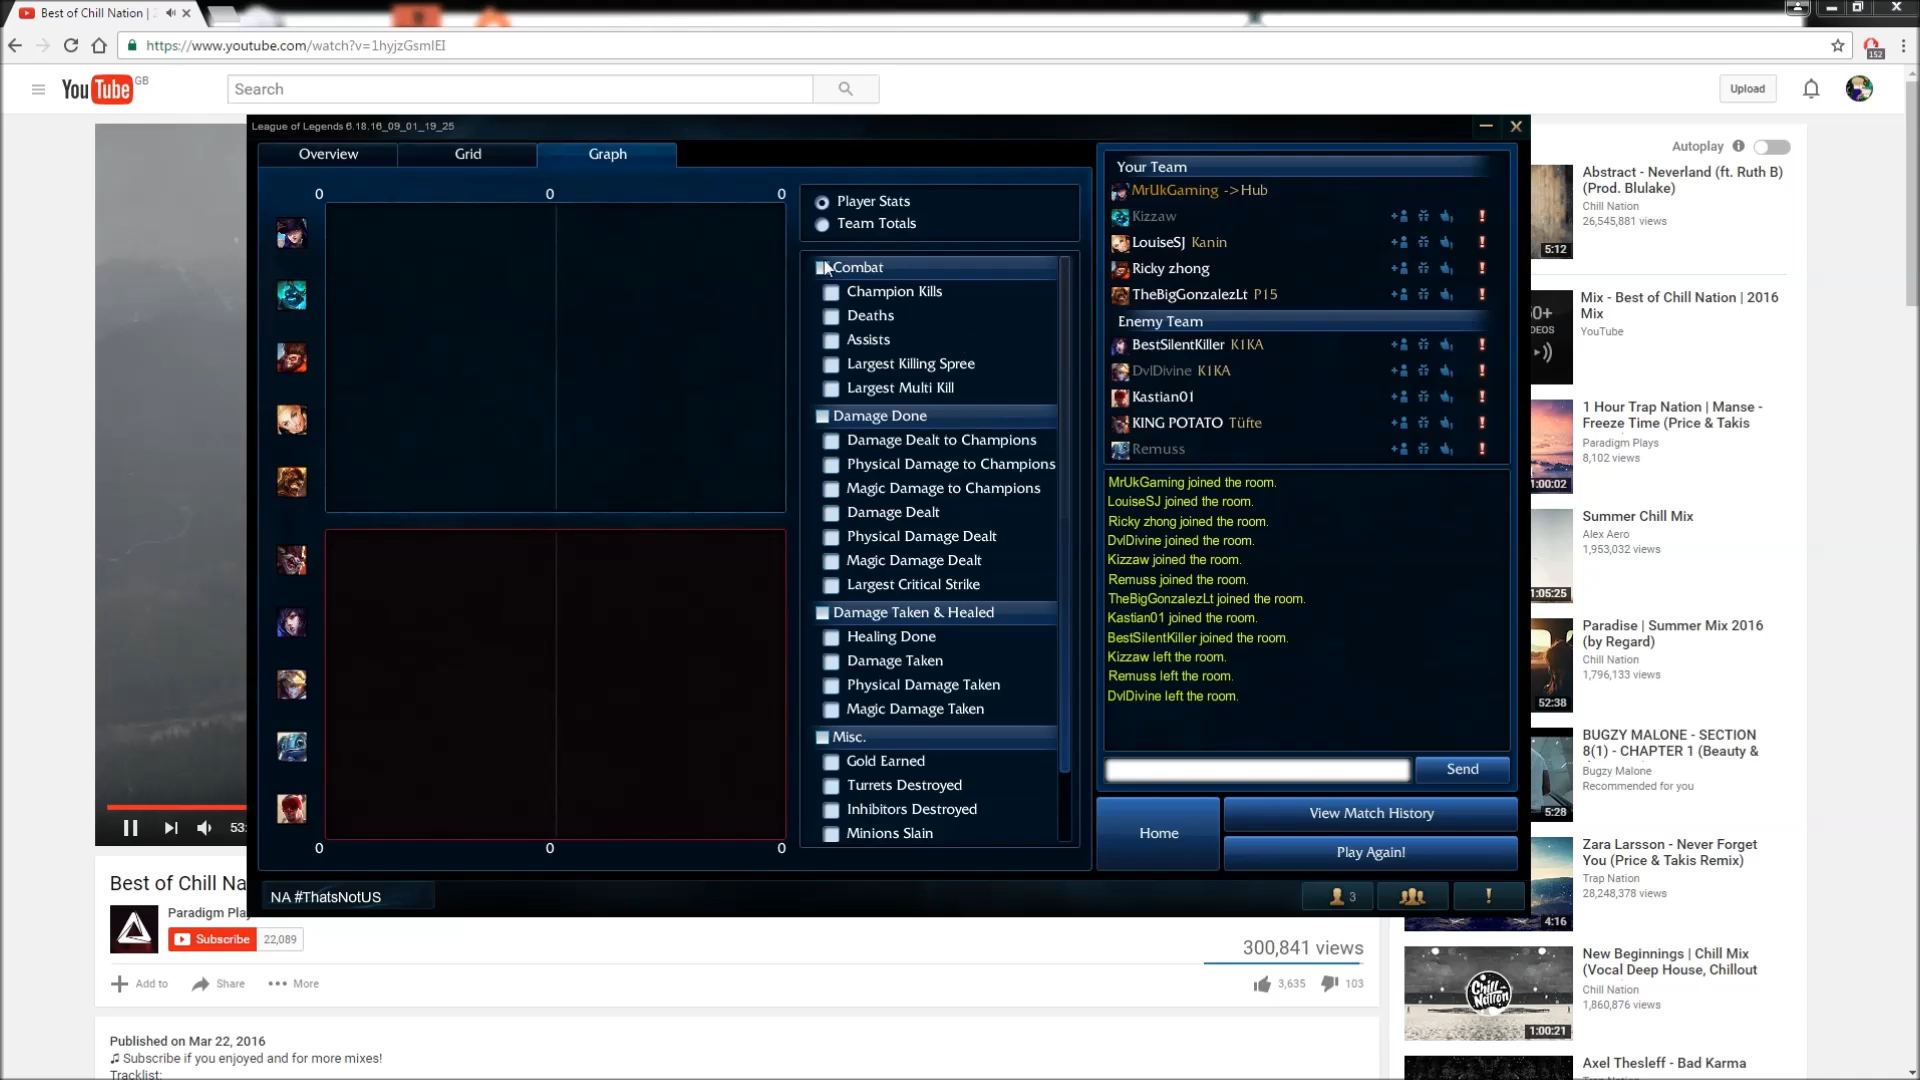 Best of Chill Nation |
https://www.youtube.com/watch?v=1hyjzGsmlEI
152
YouTube GB
Search
Upload
League of Legends 6.18.16_09_01_19_25
Overview
Grid
Graph
0
0
0
0
0
0
Player Stats
Team Totals
Combat
Champion Kills
Deaths
Assists
Largest Killing Spree
Largest Multi Kill
Damage Done
Damage Dealt to Champions
Physical Damage to Champions
Magic Damage to Champions
Damage Dealt
Physical Damage Dealt
Magic Damage Dealt
Largest Critical Strike
Damage Taken & Healed
Healing Done
Damage Taken
Physical Damage Taken
Magic Damage Taken
Misc.
Gold Earned
Turrets Destroyed
Inhibitors Destroyed
Minions Slain
Your Team
MrUkGaming ->Hub
Kizzaw
LouiseSJ Kanin
Ricky zhong
TheBigGonzalezLt P15
Enemy Team
BestSilentKiller K1KA
DvlDivine K1KA
Kastian01
KING POTATO Tüfte
Remuss
MrUkGaming joined the room.
LouiseSJ joined the room.
Ricky zhong joined the room.
DvlDivine joined the room.
Kizzaw joined the room.
Remuss joined the room.
TheBigGonzalezLt joined the room.
Kastian01 joined the room.
BestSilentKiller joined the room.
Kizzaw left the room.
Remuss left the room.
DvlDivine left the room.
Send
Home
View Match History
Play Again!
NA #ThatsNotUS
3
53:
Best of Chill Na
Paradigm Play
Subscribe
22,089
Add to
Share
More
300,841 views
3,635
103
Published on Mar 22, 2016
♫ Subscribe if you enjoyed and for more mixes!
Tracklist:
Autoplay
Abstract - Neverland (ft. Ruth B)
(Prod. Blulake)
Chill Nation
26,545,881 views
5:12
Mix - Best of Chill Nation | 2016
Mix
YouTube
0+
DEOS
1 Hour Trap Nation | Manse -
Freeze Time (Price & Takis
Paradigm Plays
8,102 views
1:00:02
Summer Chill Mix
Alex Aero
1,953,032 views
1:05:25
Paradise | Summer Mix 2016
(by Regard)
Chill Nation
1,796,133 views
52:38
BUGZY MALONE - SECTION
8(1) - CHAPTER 1 (Beauty &
Bugzy Malone
Recommended for you
5:28
Zara Larsson - Never Forget
You (Price & Takis Remix)
Trap Nation
28,248,378 views
4:16
New Beginnings | Chill Mix
(Vocal Deep House, Chillout
Chill Nation
1,860,876 views
Chill Nation
1:00:21
Axel Thesleff - Bad Karma